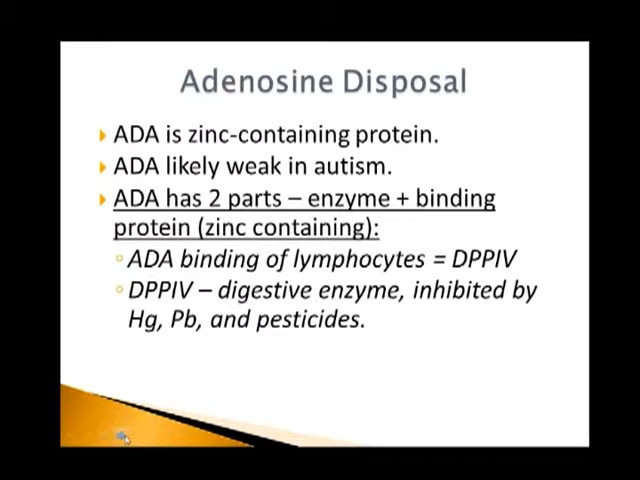 Adenosine Disposal
ADA is zinc-containing protein.
ADA likely weak in autism.
ADA has 2 parts – enzyme + binding
protein (zinc containing):
ADA binding of lymphocytes = DPPIV
DPPIV – digestive enzyme, inhibited by
Hg, Pb, and pesticides.